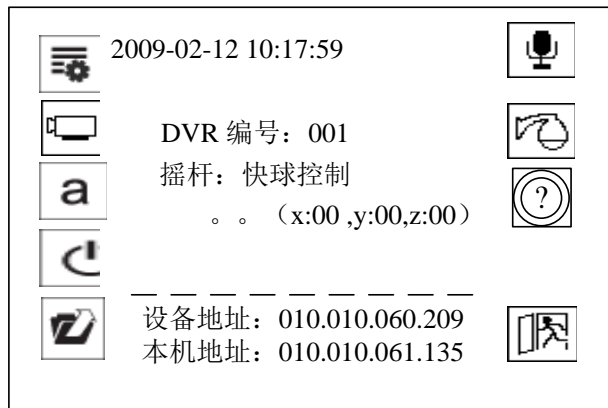 2009-02-12 10:17:59
DVR 编号：001
摇杆：快球控制
。。（x:00 ,y:00,z:00）
a
?
设备地址：010.010.060.209
本机地址：010.010.061.135